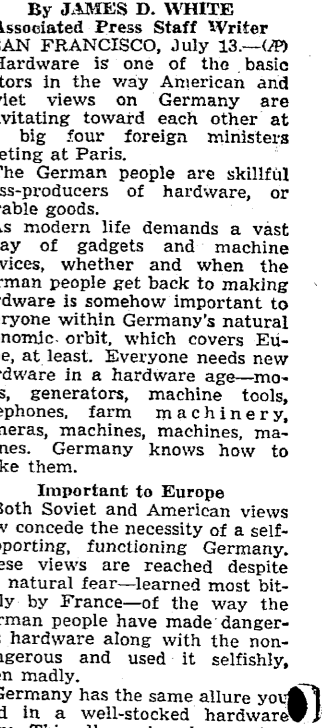 By JAMES D. WHITE
Associated Press Staff Writer
SAN FRANCISCO, July 13.—(AP)
Hardware is one of the basic
tors in the way American and
viet views on Germany are
vitating toward each other at
big four foreign ministers
eting at Paris.
The German people are skillful
ss-producers of hardware, or
rable goods.
As modern life demands a vast
ay of gadgets and machine
vices, whether and when the
rman people get back to making
rdware is somehow important to
eryone within Germany's natural
nomic orbit, which covers Eu-
e, at least. Everyone needs new
rdware in a hardware age—mo-
s, generators, machine tools,
ephones, farm machinery,
meras, machines, machines, ma-
nes. Germany knows how to
ke them.
Important to Europe
Both Soviet and American views
w concede the necessity of a self-
pporting, functioning Germany.
ese views are reached despite
natural fear—learned most bit-
ly by France—of the way the
rman people have made danger-
s hardware along with the non-
ngerous and used it selfishly,
en madly.
Germany has the same allure you
d in a well-stocked hardware